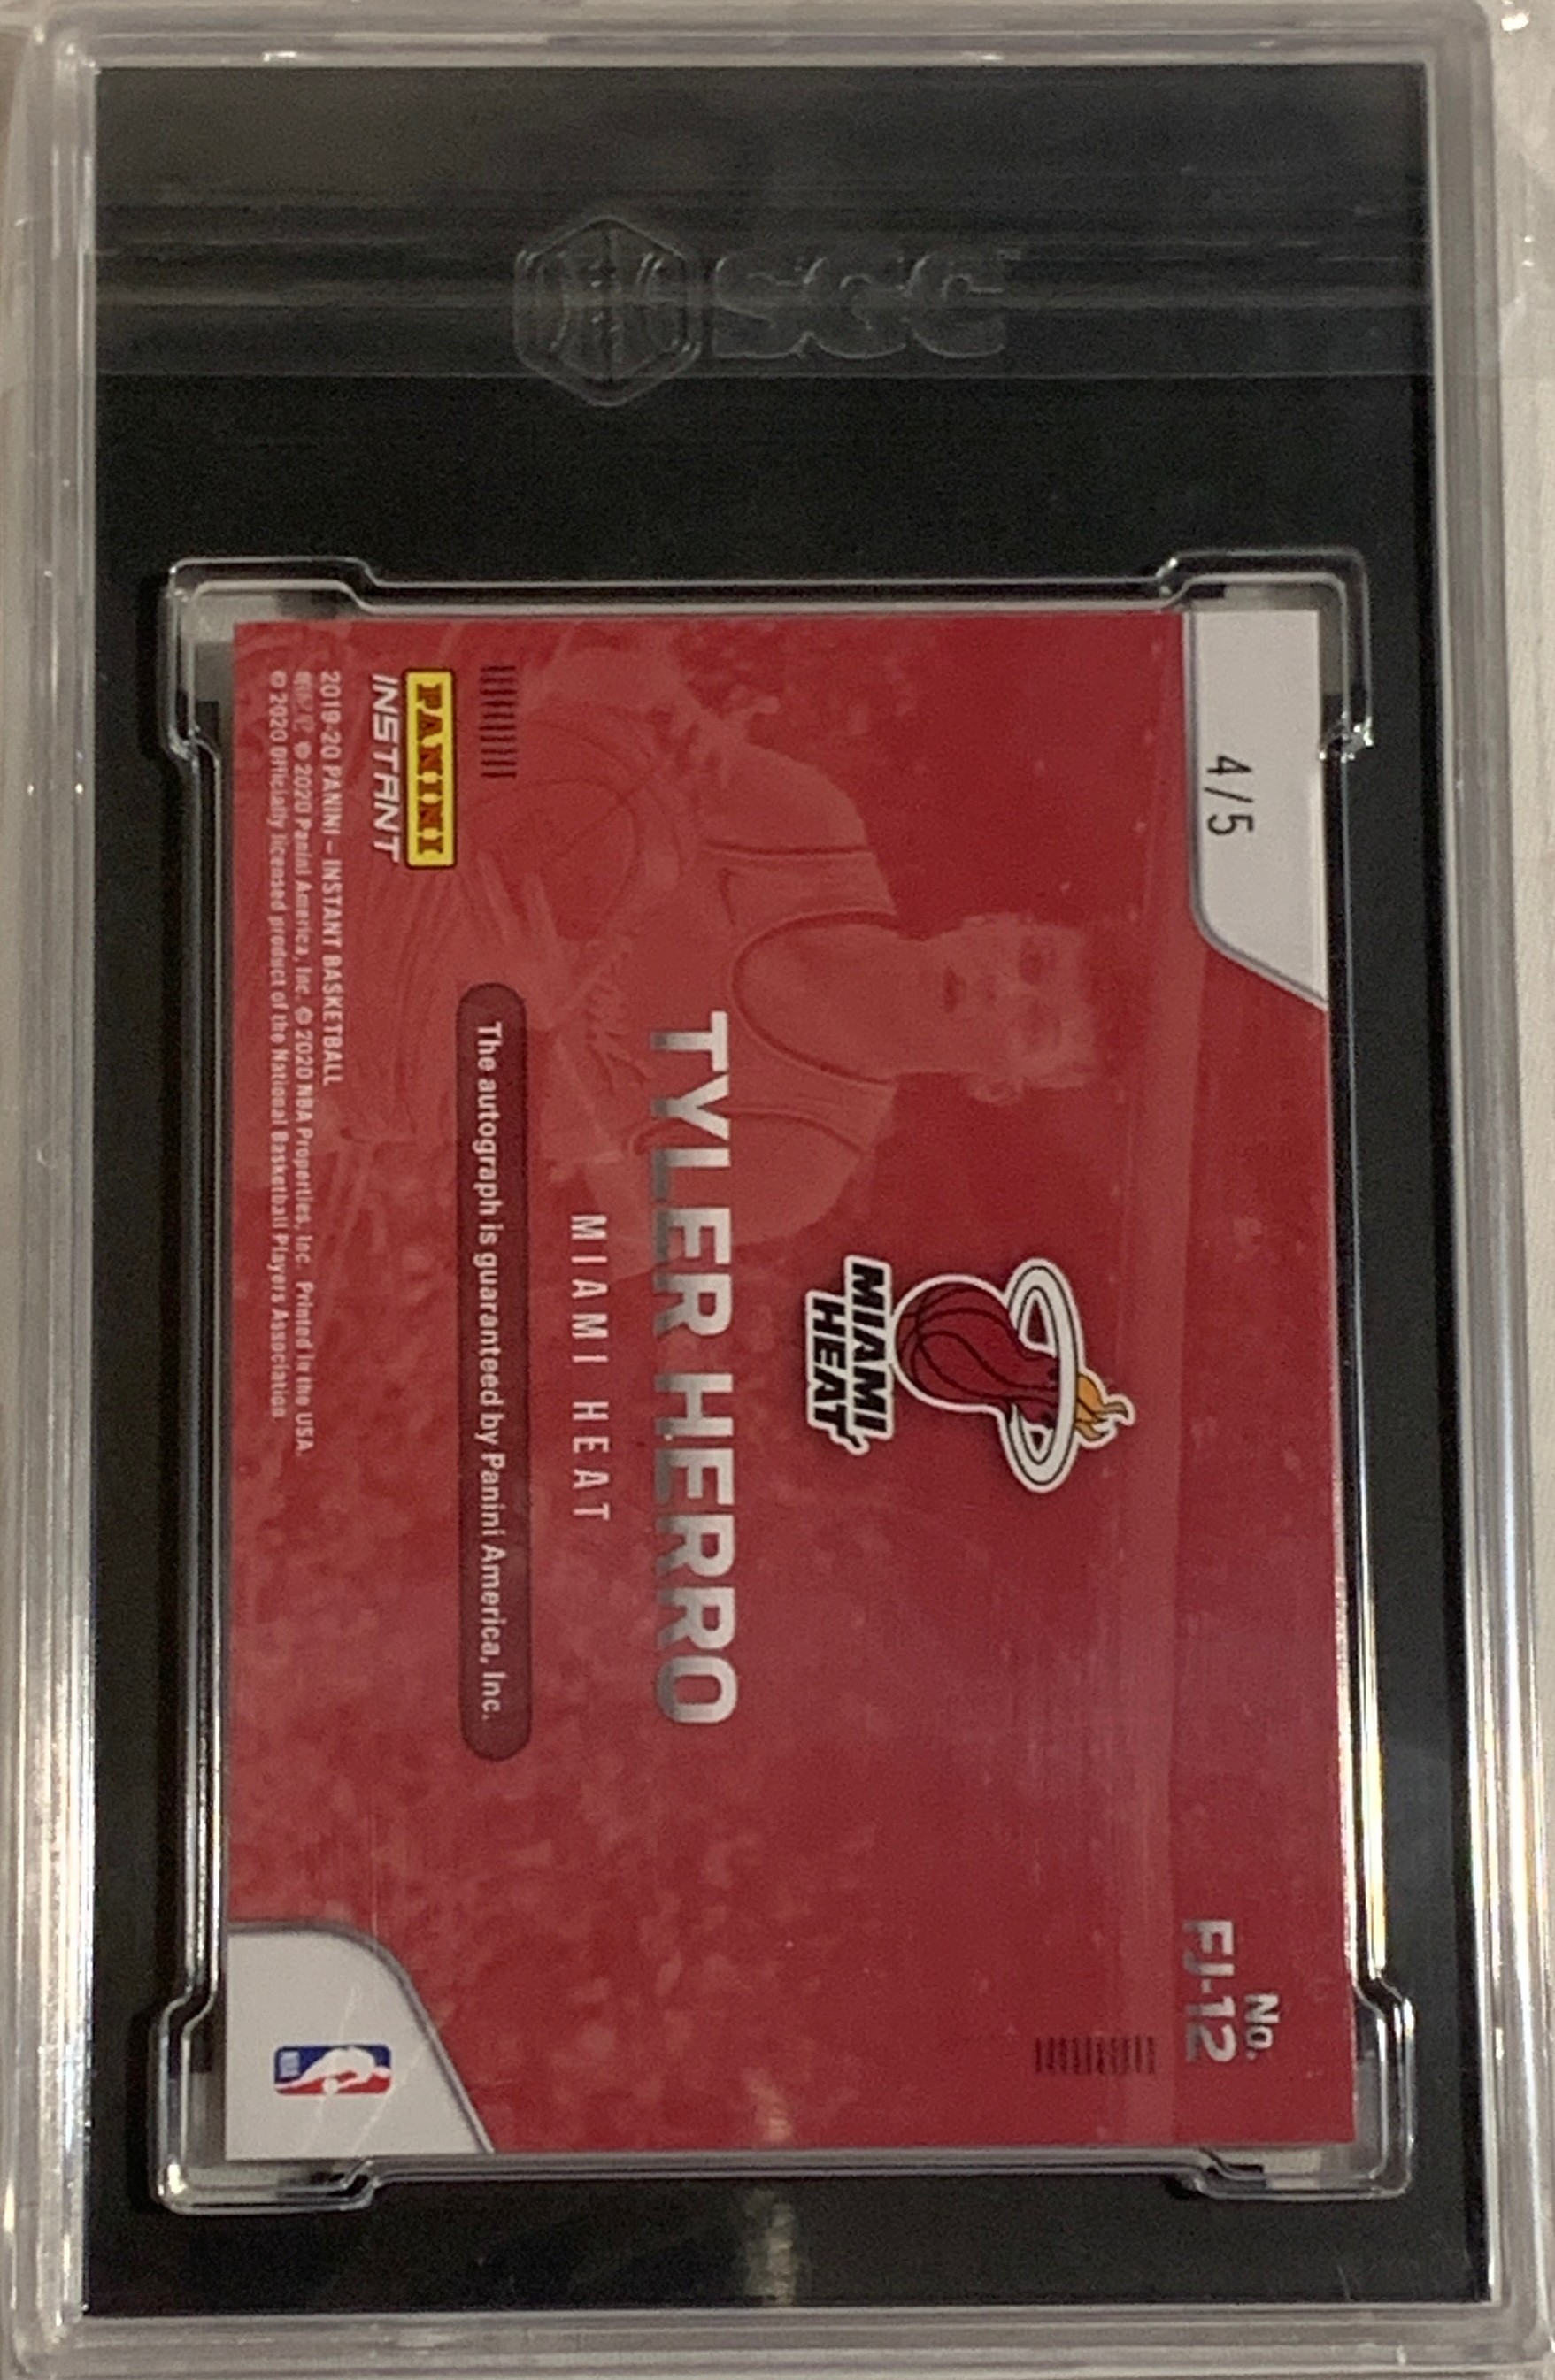 SGC
4/5
No.
FJ-12
MIAMI
HEAT
TYLER HERRO
MIAMI HEAT
The autograph is guaranteed by Panini America, Inc.
PANINI
INSTANT
2019-20 PANINI – INSTANT BASKETBALL
© 2020 Panini America, Inc. © 2020 NBA Properties, Inc. Printed in the USA
© 2020 Officially licensed product of the National Basketball Players Association
NBA